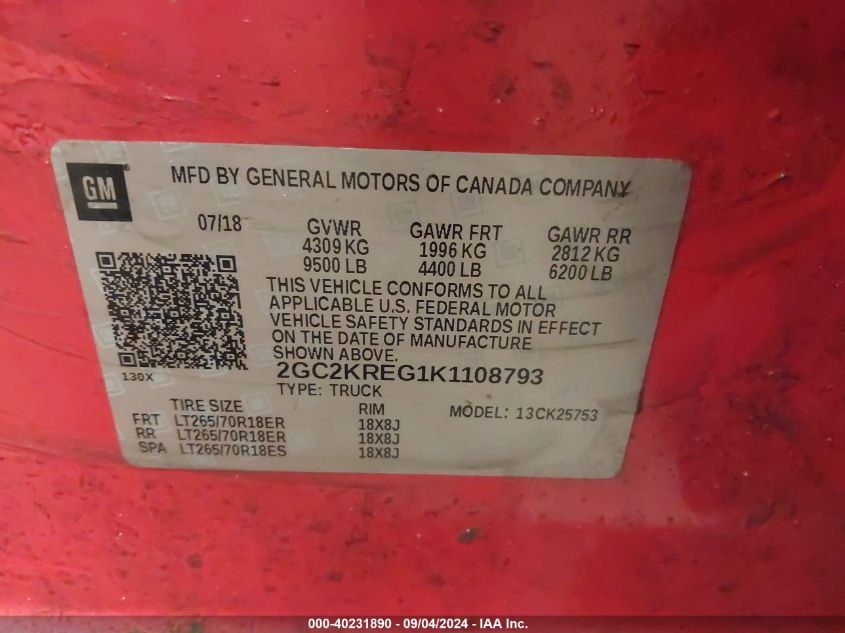 GM
MFD BY GENERAL MOTORS OF CANADA COMPANY
07/18 GVWR GAWR FRT GAWR RR
4309 KG 1996 KG 2812 KG
9500 LB 4400 LB 6200 LB
THIS VEHICLE CONFORMS TO ALL
APPLICABLE U.S. FEDERAL MOTOR
VEHICLE SAFETY STANDARDS IN EFFECT
ON THE DATE OF MANUFACTURE
SHOWN ABOVE.
130X 2GC2KREG1K1108793
TYPE: TRUCK
TIRE SIZE RIM MODEL: 13CK25753
FRT LT265/70R18ER 18X8J
RR LT265/70R18ER 18X8J
SPA LT265/70R18ES 18X8J
000-40231890 - 09/04/2024 - IAA Inc.